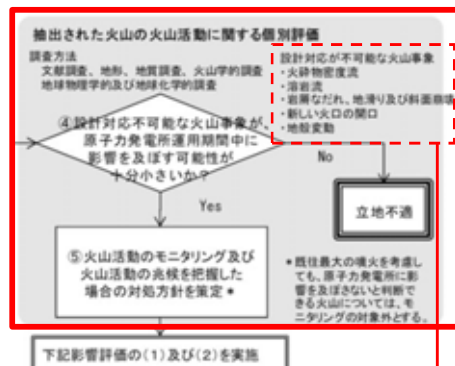 抽出された火山の火山活動に関する個別評価
調査方法
文献調査、地形、地質調査、火山学的調査
地球物理学的及び地球化学的調査
設計対応が不可能な火山事象
・火砕物密度流
・溶岩流
・岩屑なだれ、地滑り及び斜面崩壊
・新しい火口の開口
・地殻変動
④設計対応不可能な火山事象が、
原子力発電所運用期間中に
影響を及ぼす可能性が
十分小さいか?
No
Yes
立地不適
⑤火山活動のモニタリング及び
火山活動の兆候を把握した
場合の対処方針を策定*
*既往最大の噴火を考慮し
ても、原子力発電所に影
響を及ぼさないと判断で
きる火山については、モ
ニタリングの対象外とする。
下記影響評価の(1)及び(2)を実施